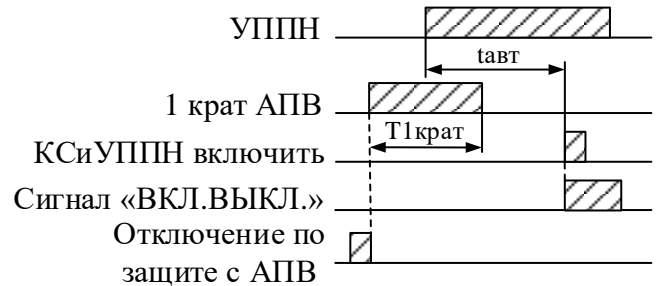 УППН
tавт
1 крат АПВ
Т1крат
КСиУППН включить
Сигнал «ВКЛ.ВЫКЛ.»
Отключение по
защите с АПВ